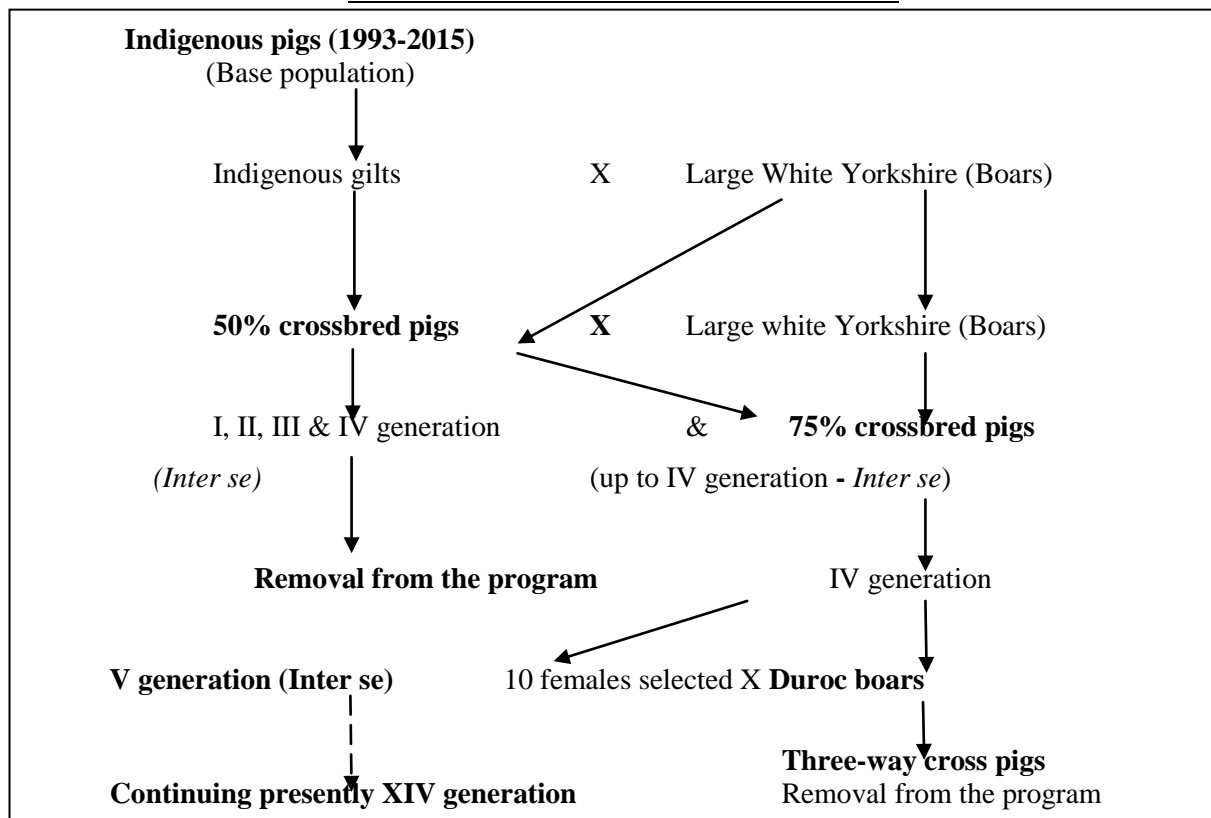 Indigenous pigs (1993-2015)
(Base population)
Indigenous gilts X Large White Yorkshire (Boars)
50% crossbred pigs X Large white Yorkshire (Boars)
I, II, III & IV generation & 75% crossbred pigs
(Inter se) (up to IV generation - Inter se)
Removal from the program IV generation
V generation (Inter se) 10 females selected X Duroc boars
Three-way cross pigs
Continuing presently XIV generation Removal from the program